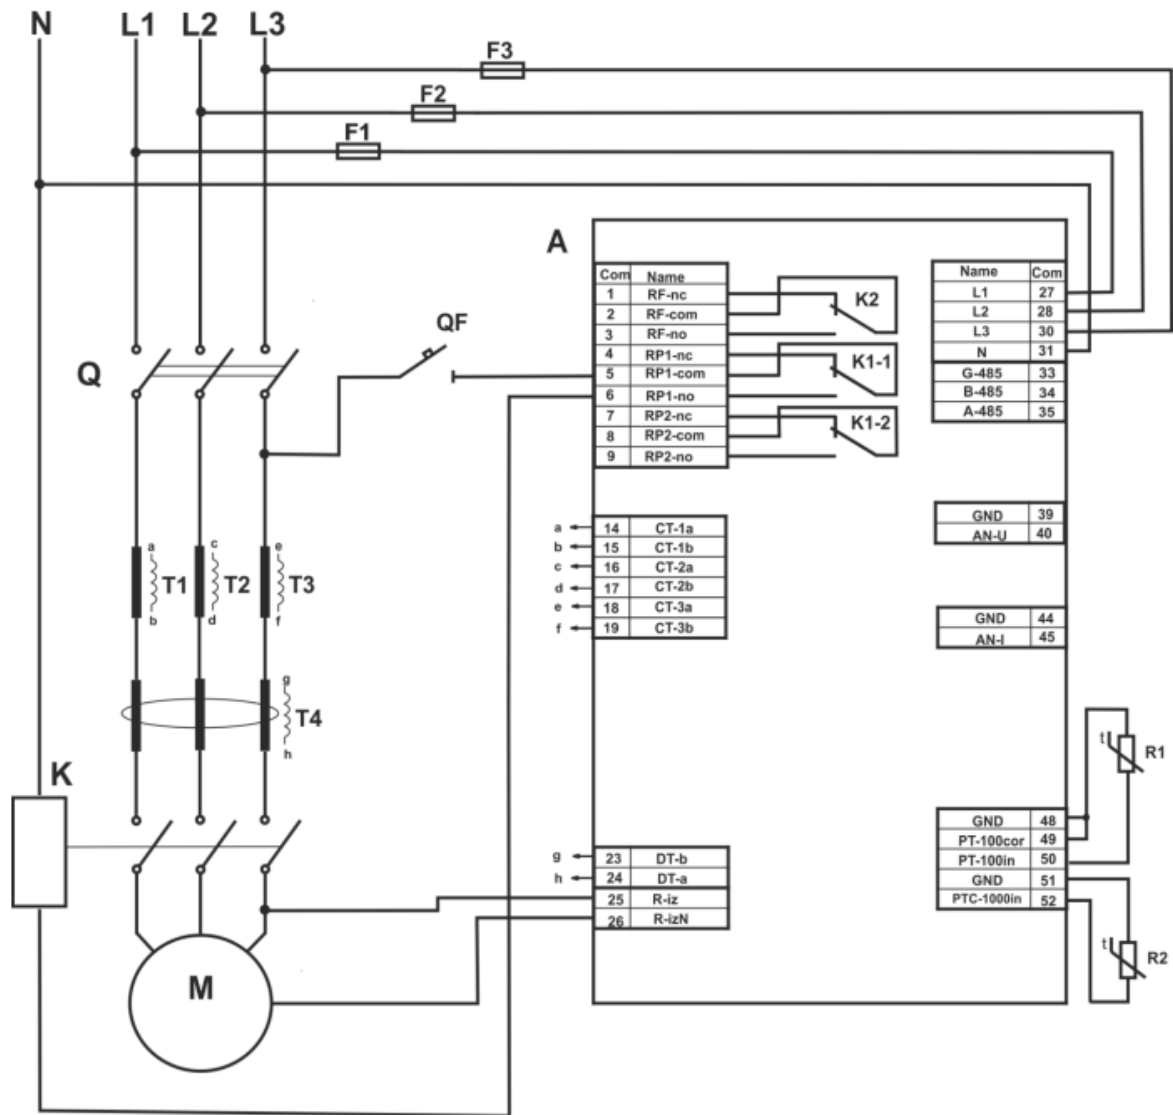 N L1 L2 L3
F3
F2
F1
A
Com Name
1 RF-nc
2 RF-com
3 RF-no
4 RP1-nc
5 RP1-com
6 RP1-no
7 RP2-nc
8 RP2-com
9 RP2-no
K2
K1-1
K1-2
Name Com
L1 27
L2 28
L3 30
N 31
G-485 33
B-485 34
A-485 35
QF
Q
14 CT-1a
15 CT-1b
16 CT-2a
17 CT-2b
18 CT-3a
19 CT-3b
a
b
c
d
e
f
GND 39
AN-U 40
GND 44
AN-I 45
a c e
T1 T2 T3
b d f
g
T4
h
K
t R1
GND 48
PT-100cor 49
PT-100in 50
GND 51
PTC-1000in 52
g 23 DT-b
h 24 DT-a
25 R-iz
26 R-izN
t R2
M